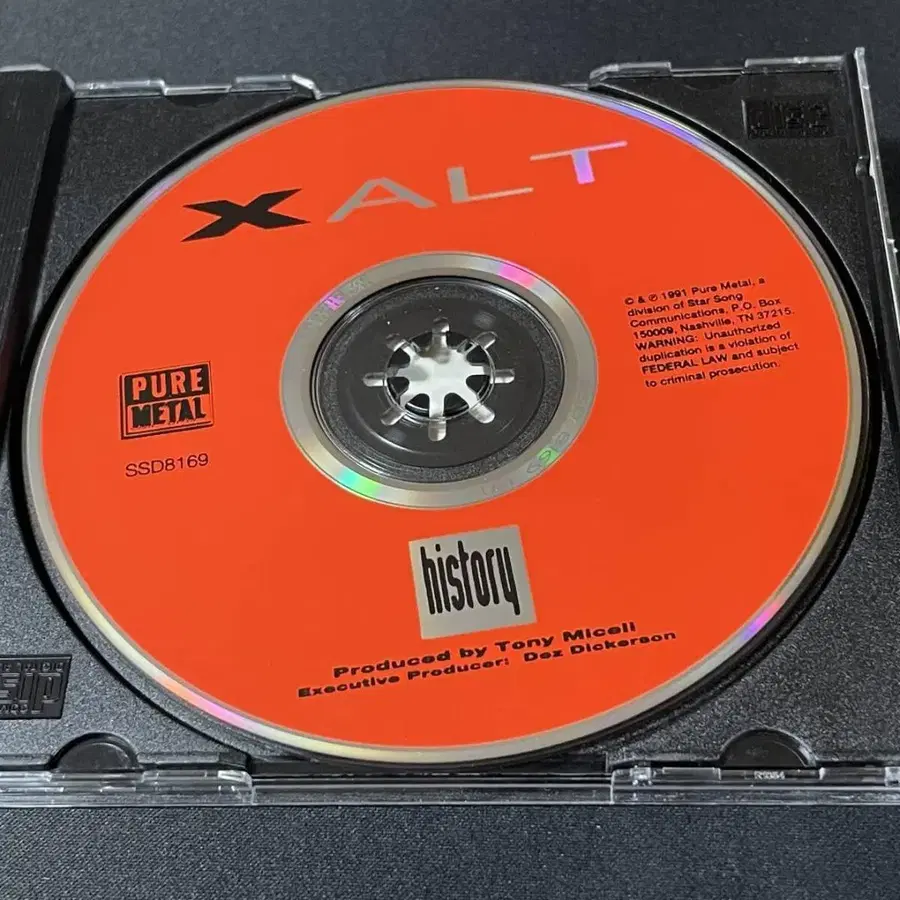 XALT
© & ℗ 1991 Pure Metal, a
division of Star Song
Communications, P.O. Box
150009, Nashville, TN 37215.
WARNING: Unauthorized
duplication is a violation of
FEDERAL LAW and subject
to criminal prosecution.
PURE
METAL
SSD8169
history
Produced by Tony Miceli
Executive Producer: Dez Dickerson